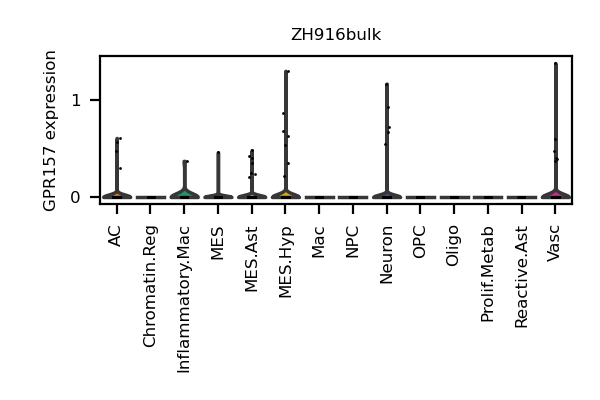 ZH916bulk
GPR157 expression
1
0
AC
Chromatin.Reg
Inflammatory.Mac
MES
MES.Ast
MES.Hyp
Mac
NPC
Neuron
OPC
Oligo
Prolif.Metab
Reactive.Ast
Vasc